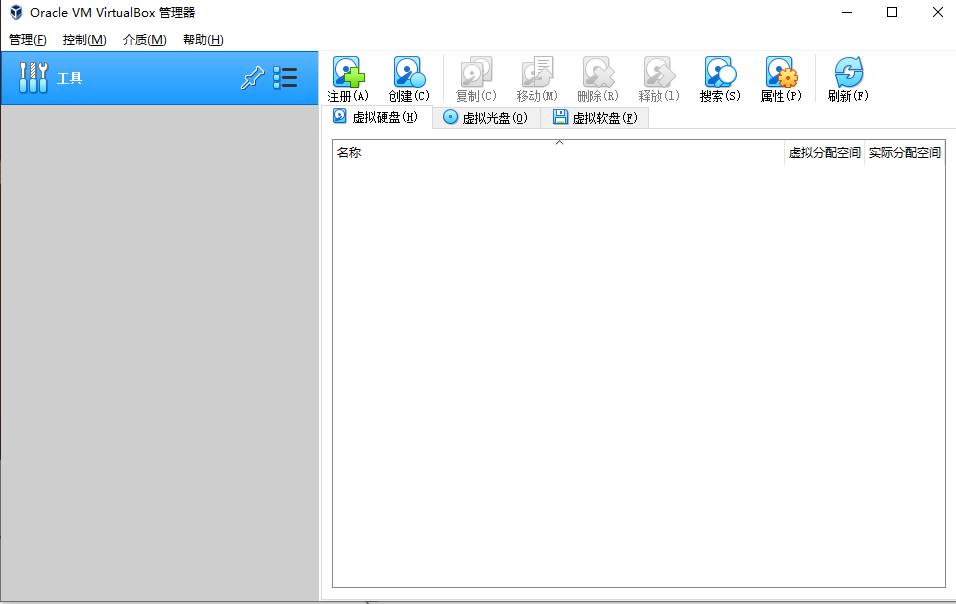 Oracle VM VirtualBox 管理器
管理(F) 控制(M) 介质(M) 帮助(H)
工具
注册(A) 创建(C) 复制(C) 移动(M) 删除(R) 释放(l) 搜索(S) 属性(P) 刷新(F)
虚拟硬盘(H) 虚拟光盘(O) 虚拟软盘(F)
名称 虚拟分配空间 实际分配空间